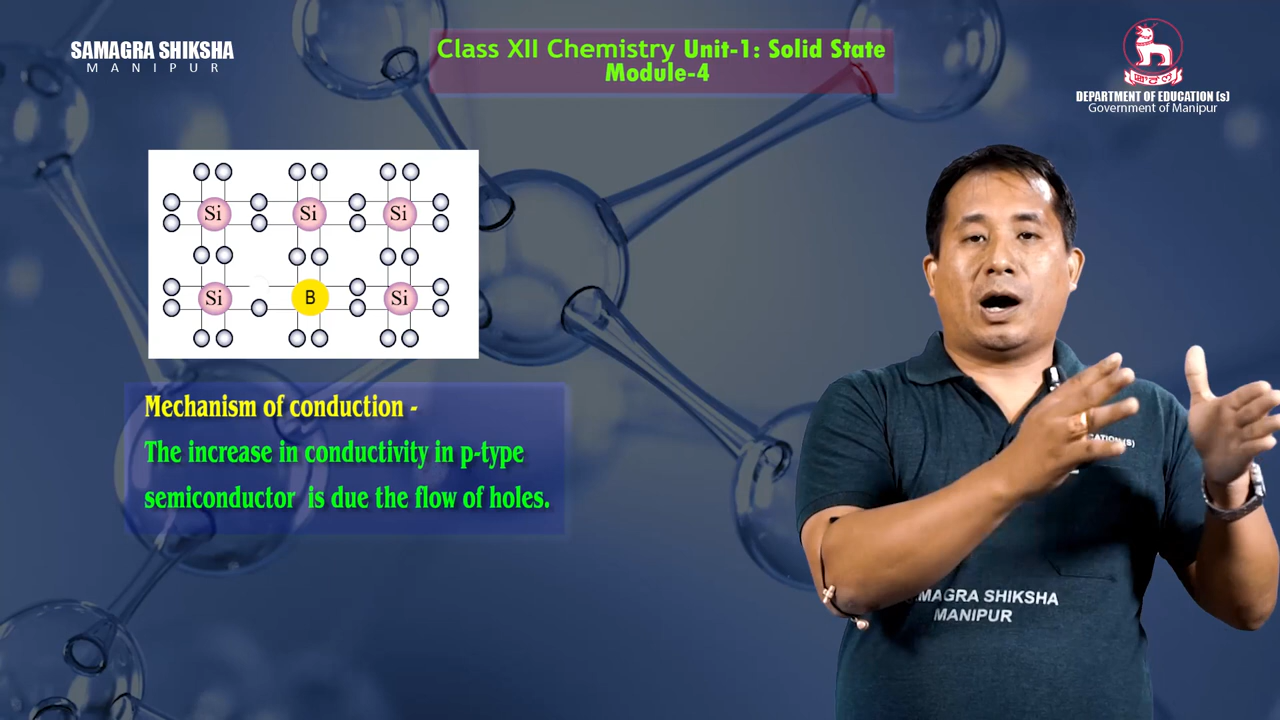 SAMAGRA SHIKSHA
MANIPUR
Class XII Chemistry Unit-1: Solid State
Module-4
DEPARTMENT OF EDUCATION (s)
Government of Manipur
Si Si Si
Si B Si
Mechanism of conduction -
The increase in conductivity in p-type
semiconductor is due the flow of holes.
CATION (S)
MAGRA SHIKSHA
MANIPUR